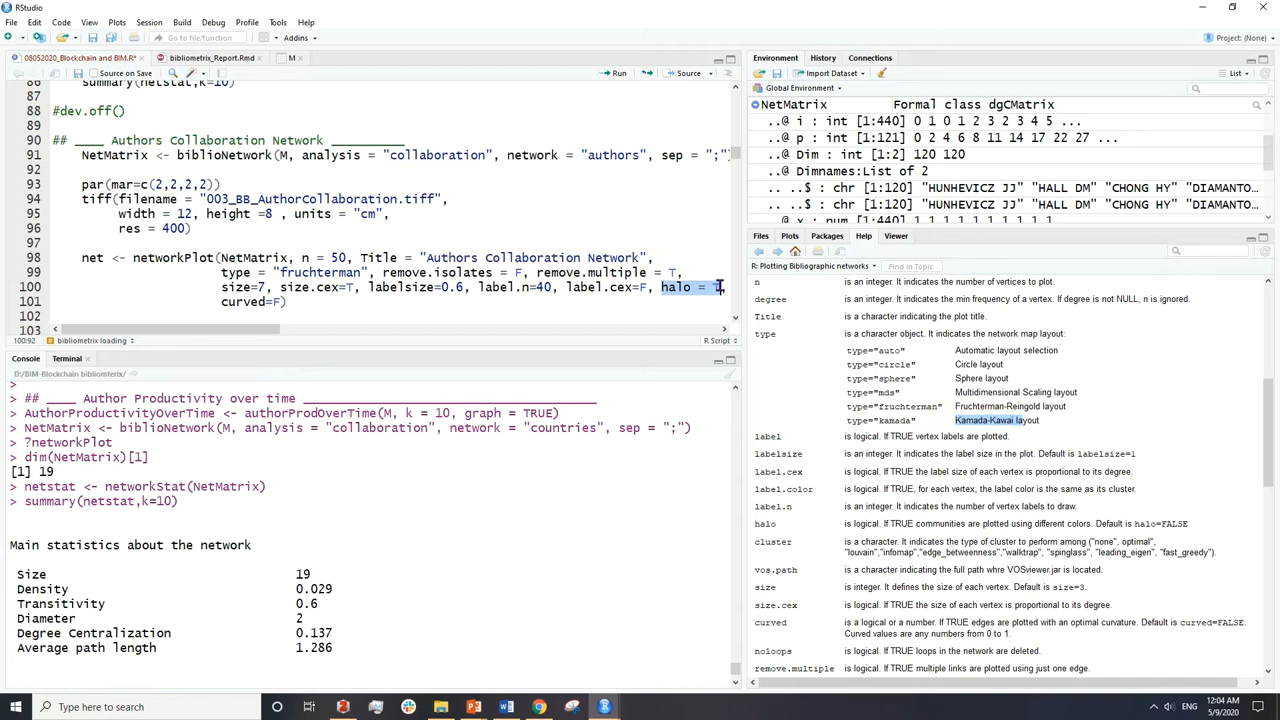 RStudio
File Edit Code View Plots Session Build Debug Profile Tools Help
Go to file/function
Addins
Project: (None)
08052020_Blockchain and BIM.R*
bibliometrix_Report.Rmd
M
Source on Save
Run
Source
86 summary(netstat,k=10)
87
88 #dev.off()
89
90 ## ____ Authors Collaboration Network ______________
91 NetMatrix <- biblioNetwork(M, analysis = "collaboration", network = "authors", sep = ";")
92
93 par(mar=c(2,2,2,2))
94 tiff(filename = "003_BB_AuthorCollaboration.tiff",
95 width = 12, height =8 , units = "cm",
96 res = 400)
97
98 net <- networkPlot(NetMatrix, n = 50, Title = "Authors Collaboration Network",
99 type = "fruchterman", remove.isolates = F, remove.multiple = T,
100 size=7, size.cex=T, labelsize=0.6, label.n=40, label.cex=F, halo = T,
101 curved=F)
102
103
100:92 bibliometrix loading R Script
Console Terminal
D:/BIM-Blockchain bibliomterix/
>
> ## ____ Author Productivity over time ________________________________________
> AuthorProductivityOverTime <- authorProdOverTime(M, k = 10, graph = TRUE)
> NetMatrix <- biblioNetwork(M, analysis = "collaboration", network = "countries", sep = ";")
> ?networkPlot
> dim(NetMatrix)[1]
[1] 19
> netstat <- networkStat(NetMatrix)
> summary(netstat,k=10)
Main statistics about the network
Size 19
Density 0.029
Transitivity 0.6
Diameter 2
Degree Centralization 0.137
Average path length 1.286
Environment History Connections
Import Dataset
List
Global Environment
NetMatrix Formal class dgCMatrix
..@ i : int [1:440] 0 1 0 1 2 3 2 3 4 5 ...
..@ p : int [1:121] 0 2 4 6 8 11 14 17 22 27 ...
..@ Dim : int [1:2] 120 120
..@ Dimnames:List of 2
.. ..$ : chr [1:120] "HUNHEVICZ JJ" "HALL DM" "CHONG HY" "DIAMANTO…
.. ..$ : chr [1:120] "HUNHEVICZ JJ" "HALL DM" "CHONG HY" "DIAMANTO…
..@ x : num [1:440] 1 1 1 1 1 1 1 1 1 1 ...
Files Plots Packages Help Viewer
R: Plotting Bibliographic networks
Find in Topic
n is an integer. It indicates the number of vertices to plot.
degree is an integer. It indicates the min frequency of a vertex. If degree is not NULL, n is ignored.
Title is a character indicating the plot title.
type is a character object. It indicates the network map layout:
type="auto" Automatic layout selection
type="circle" Circle layout
type="sphere" Sphere layout
type="mds" Multidimensional Scaling layout
type="fruchterman" Fruchterman-Reingold layout
type="kamada" Kamada-Kawai layout
label is logical. If TRUE vertex labels are plotted.
labelsize is an integer. It indicates the label size in the plot. Default is labelsize=1
label.cex is logical. If TRUE the label size of each vertex is proportional to its degree.
label.color is logical. If TRUE, for each vertex, the label color is the same as its cluster.
label.n is an integer. It indicates the number of vertex labels to draw.
halo is logical. If TRUE communities are plotted using different colors. Default is halo=FALSE
cluster is a character. It indicates the type of cluster to perform among ("none", optimal",
"louvain","infomap","edge_betweenness","walktrap", "spinglass", "leading_eigen", "fast_greedy").
vos.path is a character indicating the full path whre VOSviewer.jar is located.
size is integer. It defines the size of each vertex. Default is size=3.
size.cex is logical. If TRUE the size of each vertex is proportional to its degree.
curved is a logical or a number. If TRUE edges are plotted with an optimal curvature. Default is curved=FALSE.
Curved values are any numbers from 0 to 1.
noloops is logical. If TRUE loops in the network are deleted.
remove.multiple is logical. If TRUE multiple links are plotted using just one edge.
Type here to search
12:04 AM
5/9/2020